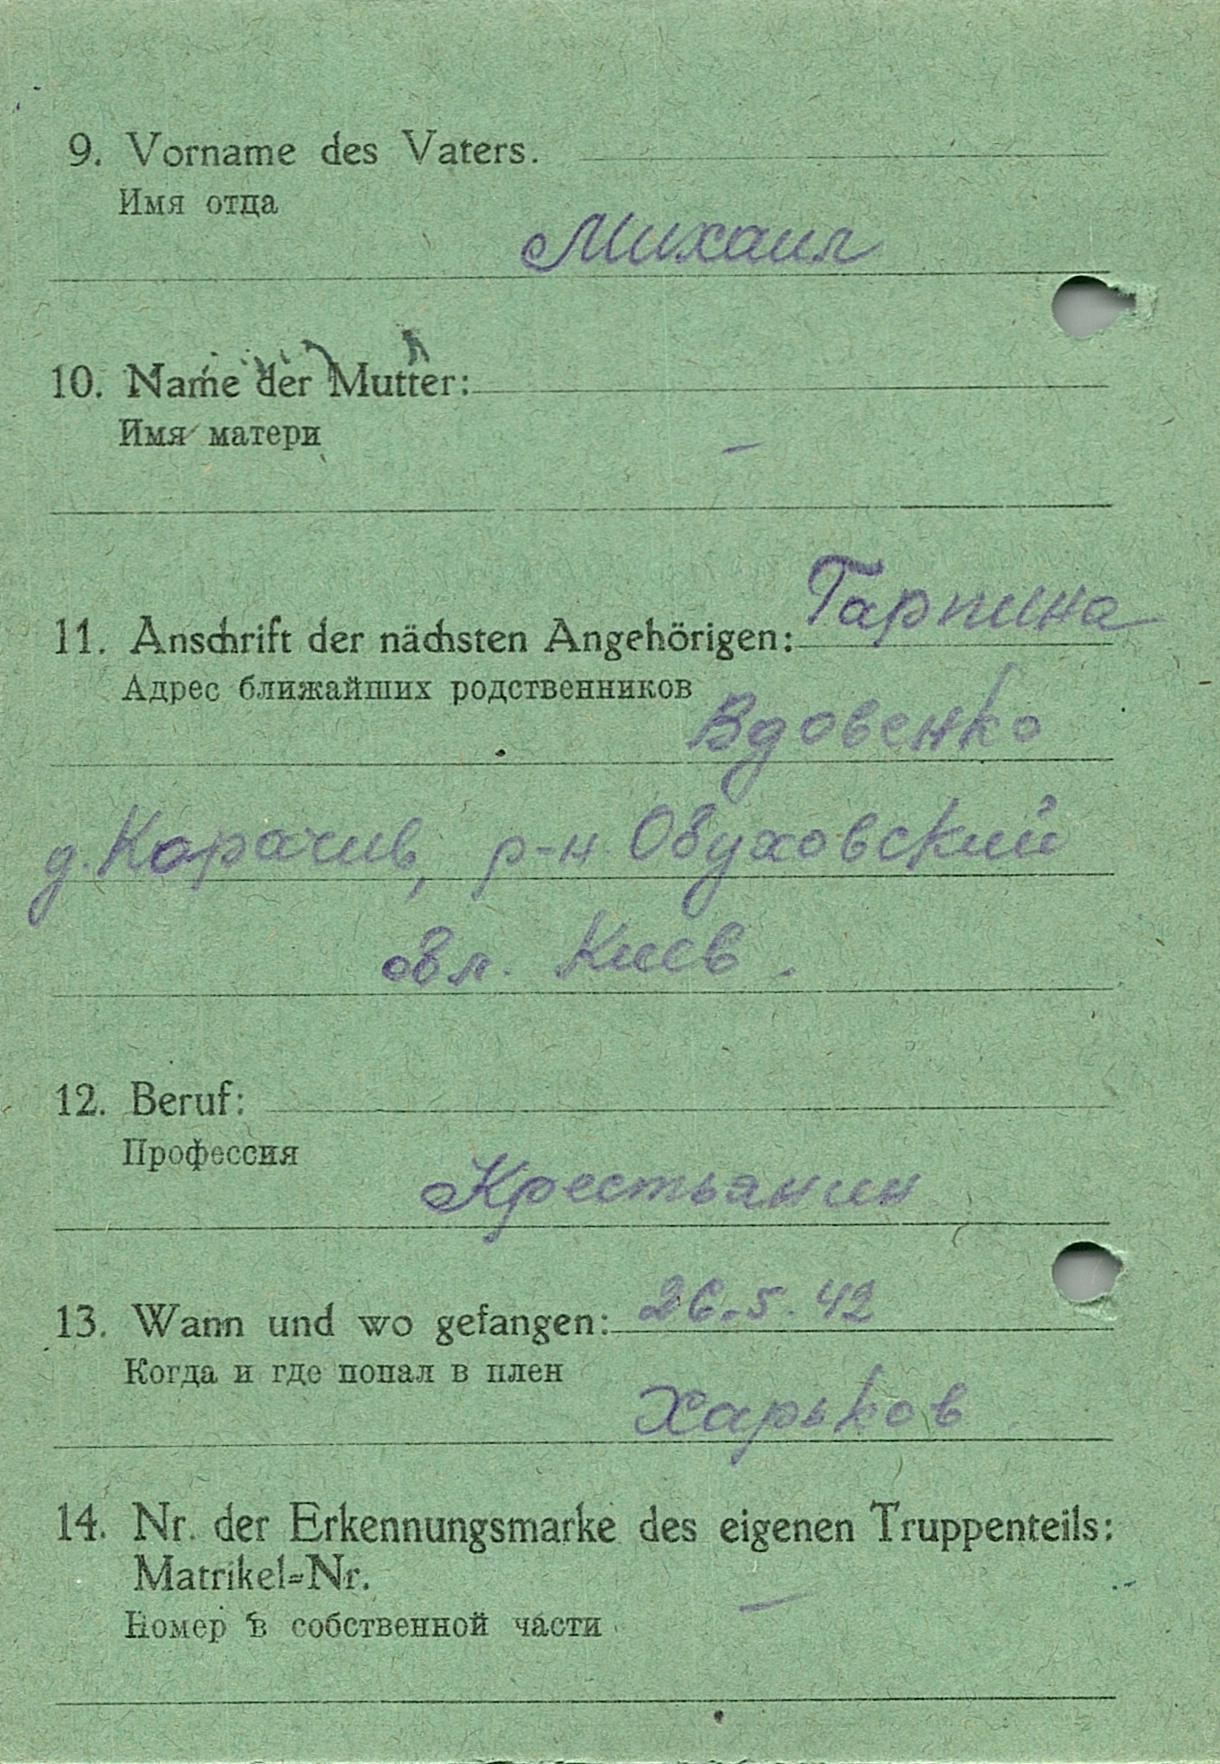 9. Vorname des Vaters.
Имя отца
Михаил
10. Name der Mutter:
Имя матери
–
Гарпина
11. Anschrift der nächsten Angehörigen:
Адрес ближайших родственников
Вдовенко
д. Карачив, р-н. Обуховский
обл. Киев.
12. Beruf:
Профессия
Крестьянин
13. Wann und wo gefangen: 26.5.42
Когда и где попал в плен
Харьков
14. Nr. der Erkennungsmarke des eigenen Truppenteils:
Matrikel=Nr.
–
Номер в собственной части